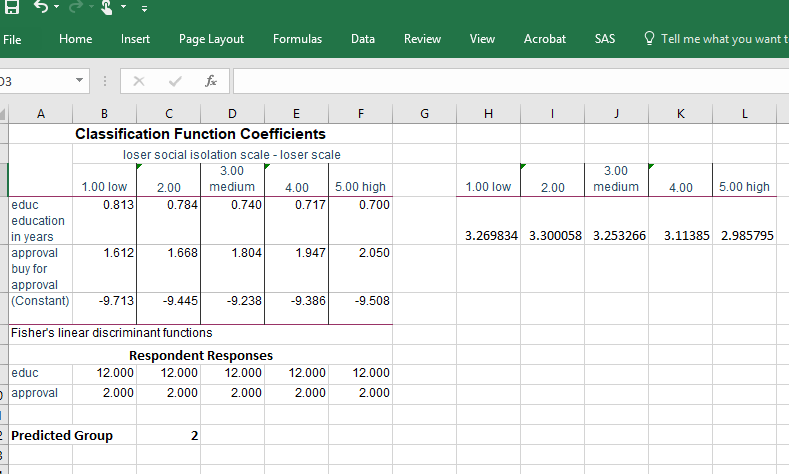 File Home Insert Page Layout Formulas Data Review View Acrobat SAS Tell me what you want t
fx
A B C D E F G H I J K L
Classification Function Coefficients
loser social isolation scale - loser scale
1.00 low 2.00 3.00 medium 4.00 5.00 high 1.00 low 2.00 3.00 medium 4.00 5.00 high
educ education in years 0.813 0.784 0.740 0.717 0.700 3.269834 3.300058 3.253266 3.11385 2.985795
approval buy for approval 1.612 1.668 1.804 1.947 2.050
(Constant) -9.713 -9.445 -9.238 -9.386 -9.508
Fisher's linear discriminant functions
Respondent Responses
educ 12.000 12.000 12.000 12.000 12.000
approval 2.000 2.000 2.000 2.000 2.000
Predicted Group 2